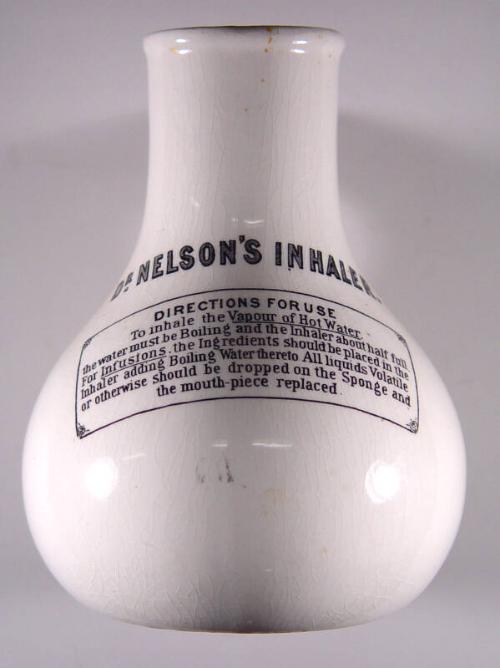 DR. NELSON'S INHALER.
DIRECTIONS FOR USE
To inhale the Vapour of Hot Water,
the water must be Boiling and the Inhaler about half full
For Infusions, the Ingredients should be placed in the
Inhaler adding Boiling Water thereto All liquids Volatile
or otherwise should be dropped on the Sponge and
the mouth-piece replaced.